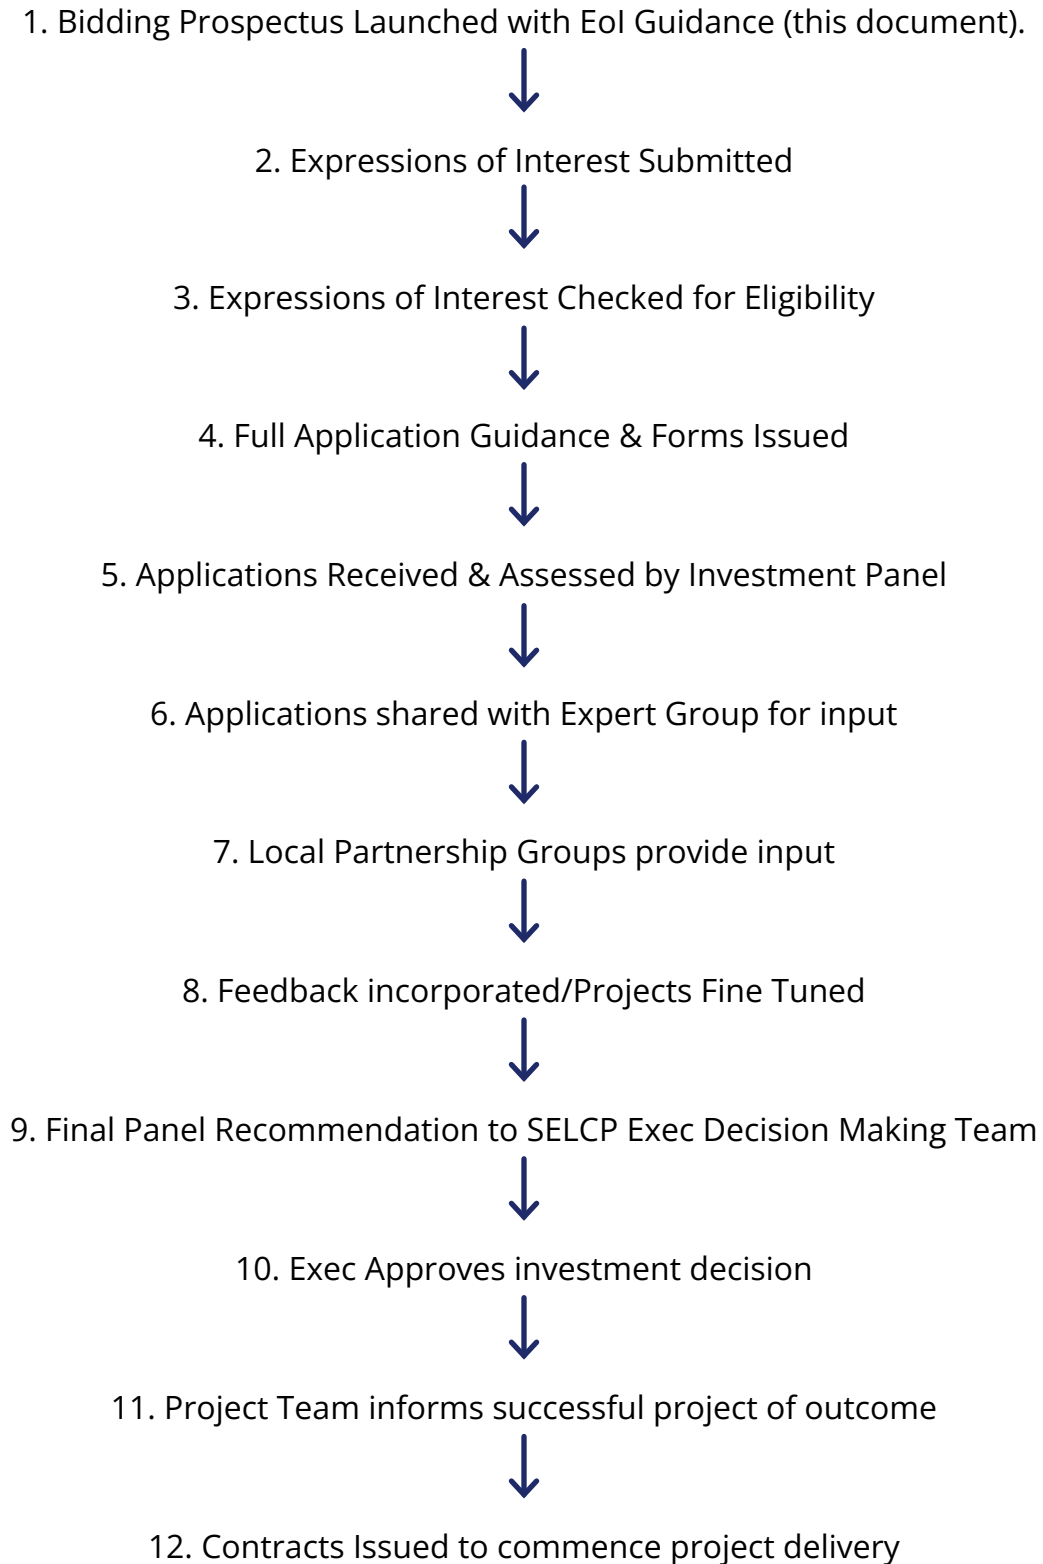 1. Bidding Prospectus Launched with EoI Guidance (this document).
2. Expressions of Interest Submitted
3. Expressions of Interest Checked for Eligibility
4. Full Application Guidance & Forms Issued
5. Applications Received & Assessed by Investment Panel
6. Applications shared with Expert Group for input
7. Local Partnership Groups provide input
8. Feedback incorporated/Projects Fine Tuned
9. Final Panel Recommendation to SELCP Exec Decision Making Team
10. Exec Approves investment decision
11. Project Team informs successful project of outcome
12. Contracts Issued to commence project delivery